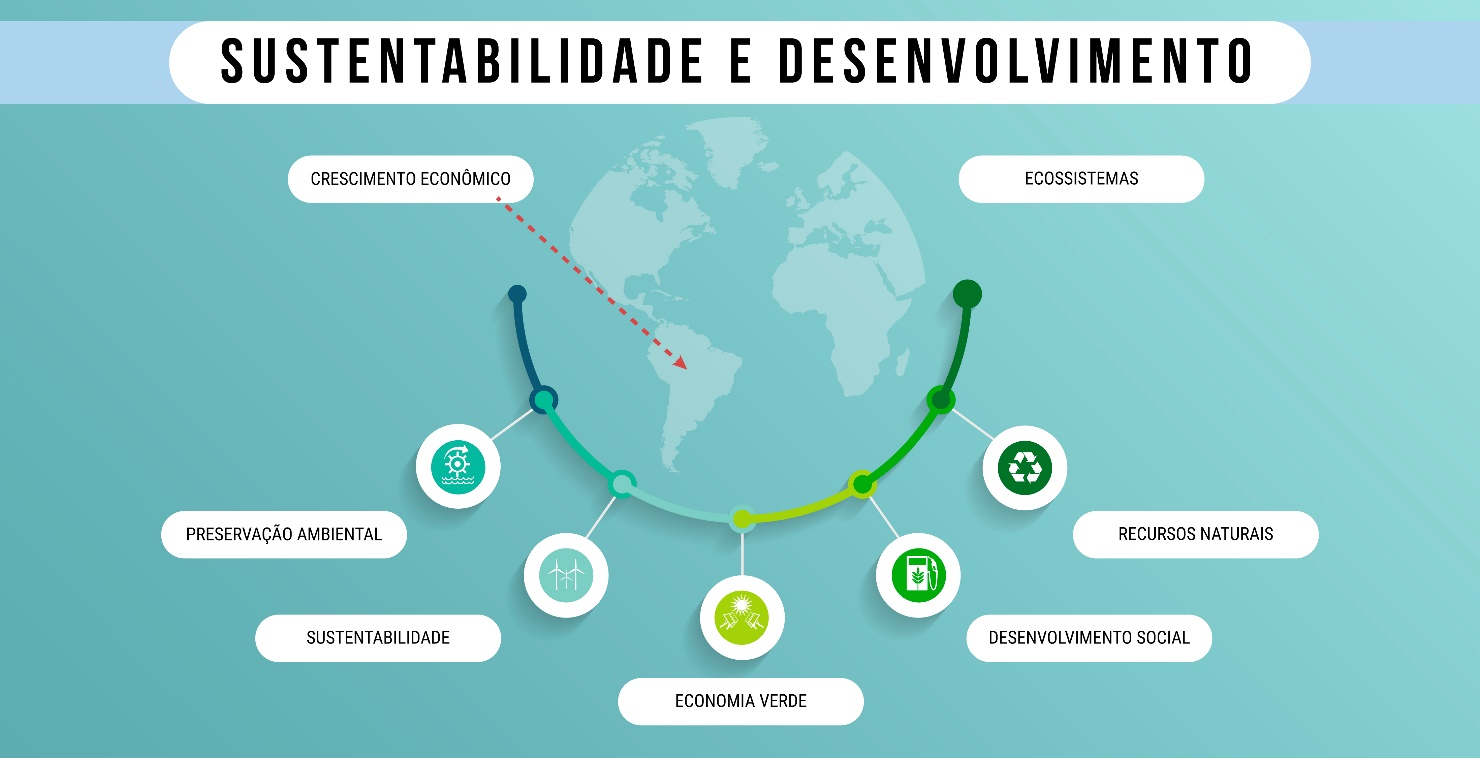 SUSTENTABILIDADE E DESENVOLVIMENTO
CRESCIMENTO ECONÔMICO
ECOSSISTEMAS
PRESERVAÇÃO AMBIENTAL
RECURSOS NATURAIS
SUSTENTABILIDADE
DESENVOLVIMENTO SOCIAL
ECONOMIA VERDE